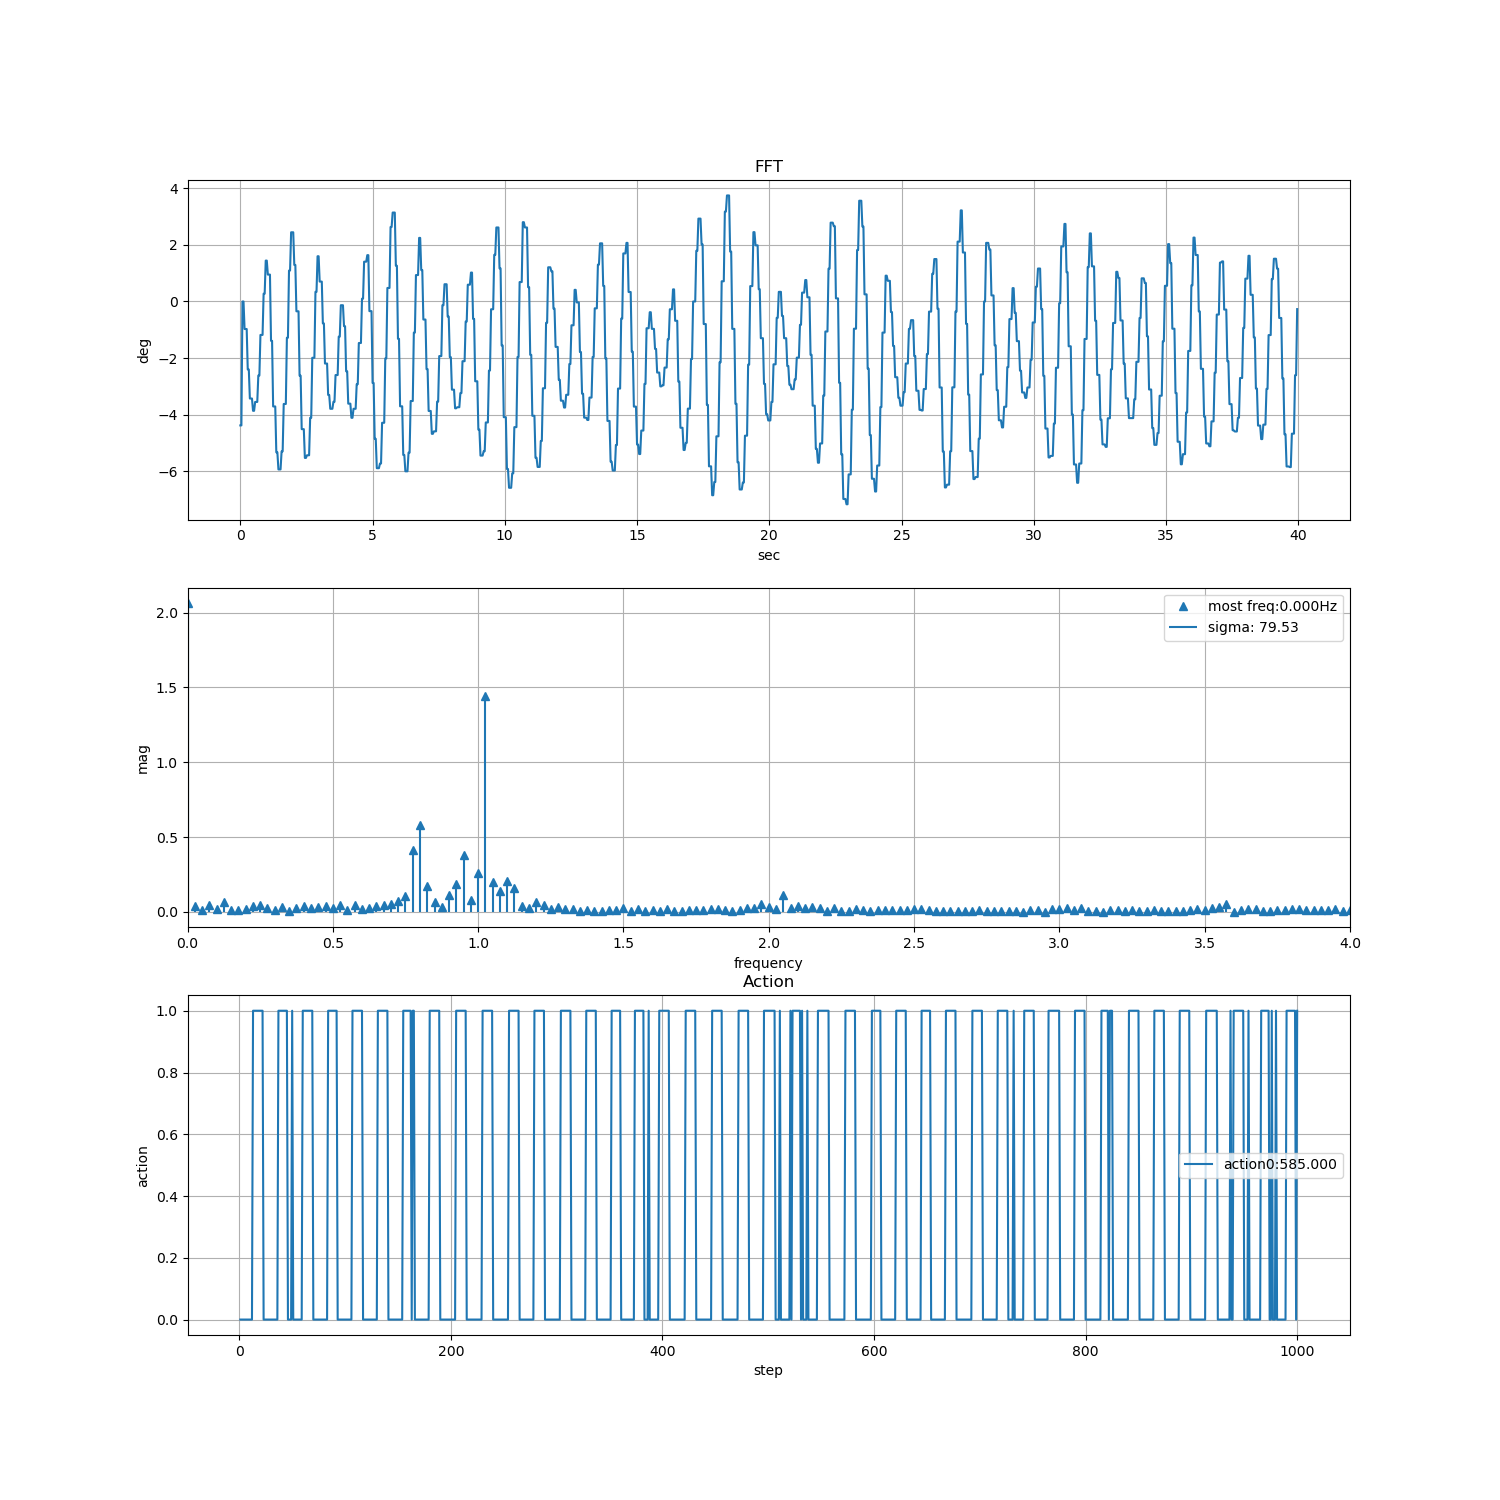 FFT
4
2
0
−2
−4
−6
deg
0 5 10 15 20 25 30 35 40
sec
2.0
1.5
1.0
0.5
0.0
mag
most freq:0.000Hz
sigma: 79.53
0.0 0.5 1.0 1.5 2.0 2.5 3.0 3.5 4.0
frequency
Action
1.0
0.8
0.6
0.4
0.2
0.0
action
action0:585.000
0 200 400 600 800 1000
step